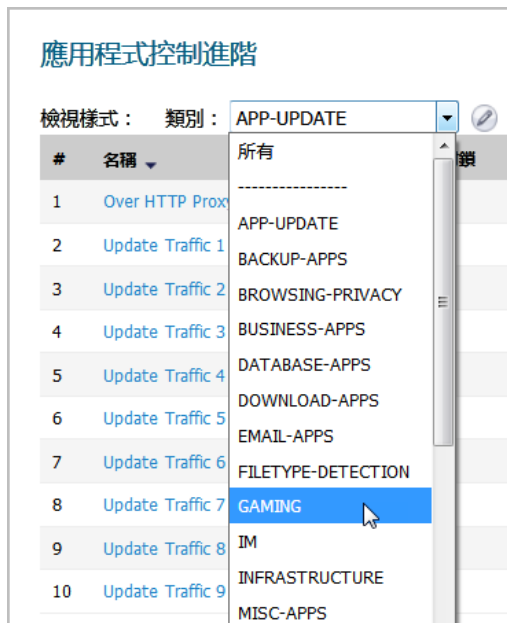 應用程式控制進階
檢視樣式： 類別： APP-UPDATE
# 名稱 鎖
所有
----------------
1 Over HTTP Proxy
APP-UPDATE
2 Update Traffic 1
BACKUP-APPS
3 Update Traffic 2
BROWSING-PRIVACY
4 Update Traffic 3
BUSINESS-APPS
5 Update Traffic 4
DATABASE-APPS
DOWNLOAD-APPS
6 Update Traffic 5
EMAIL-APPS
7 Update Traffic 6
FILETYPE-DETECTION
8 Update Traffic 7
GAMING
9 Update Traffic 8
IM
10 Update Traffic 9
INFRASTRUCTURE
MISC-APPS